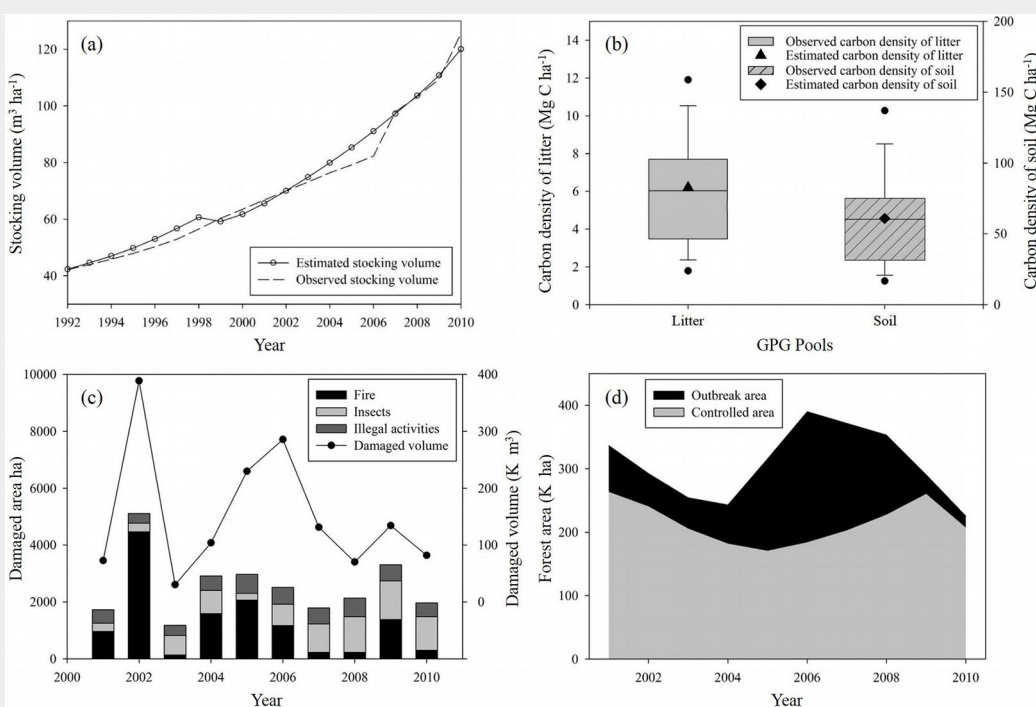 (a)
Stocking volume (m³ ha⁻¹)
120
100
80
60
40
Estimated stocking volume
Observed stocking volume
1992 1994 1996 1998 2000 2002 2004 2006 2008 2010
Year
(b)
Carbon density of litter (Mg C ha⁻¹)
14
12
10
8
6
4
2
0
Observed carbon density of litter
Estimated carbon density of litter
Observed carbon density of soil
Estimated carbon density of soil
200
150
100
50
0
Carbon density of soil (Mg C ha⁻¹)
Litter Soil
GPG Pools
(c)
Damaged area ha)
10000
8000
6000
4000
2000
0
Fire
Insects
Illegal activities
Damaged volume
400
300
200
100
0
Damaged volume (K m³)
2000 2002 2004 2006 2008 2010
Year
(d)
Forest area (K ha)
400
300
200
100
0
Outbreak area
Controlled area
2002 2004 2006 2008 2010
Year